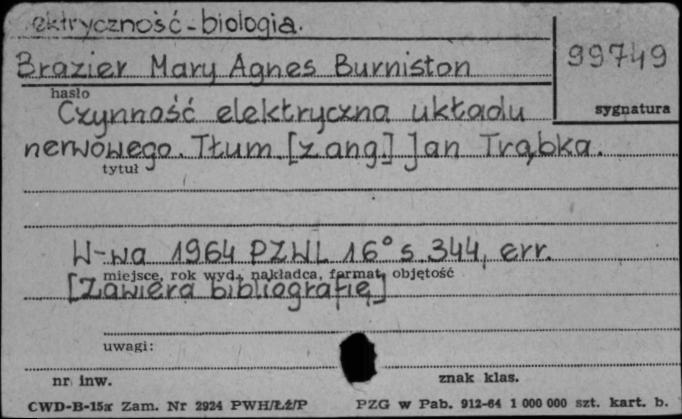 ektryczność-biologia.
Brazier Mary Agnes Burniston
99749
hasło
sygnatura
Czynność elektryczna układu
nerwowego. Tłum. [z ang.] Jan Trąbka.
tytuł
W-wa 1964 PZWL 16° s. 344, err.
miejsce, rok wyd., nakładca, format, objętość
[Zawiera bibliografię]
uwagi:
nr. inw.
znak klas.
CWD-B-15x Zam. Nr 2924 PWH/ŁŻ/P
PZG w Pab. 912-64 1 000 000 szt. kart. b.